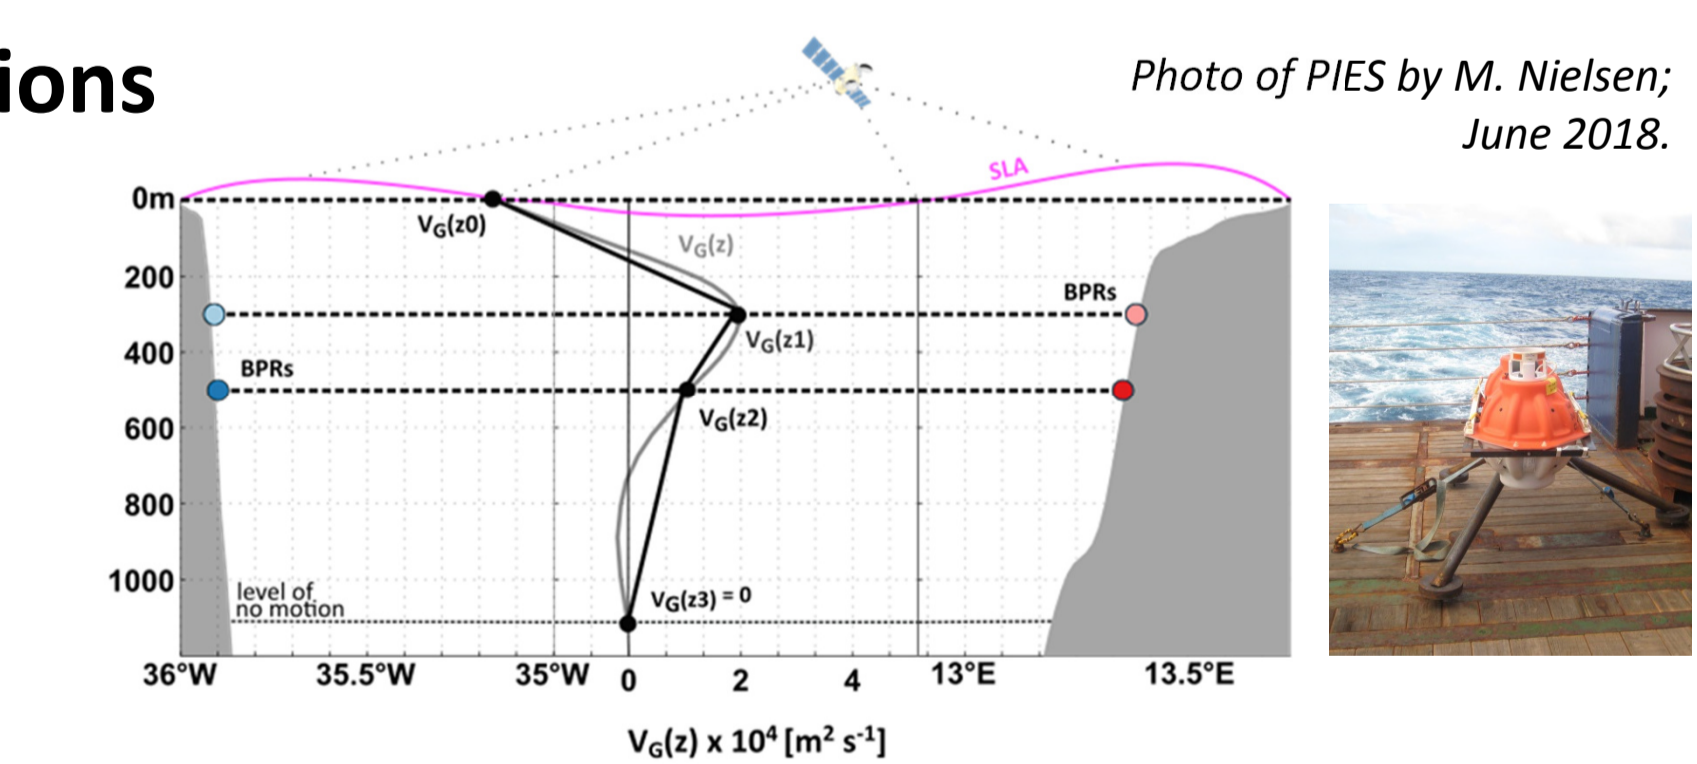 ions
Photo of PIES by M. Nielsen;
June 2018.
SLA
0m
VG(z0)
VG(z)
200
BPRs
VG(z1)
400
BPRs
VG(z2)
600
800
1000
level of
no motion
VG(z3) = 0
36°W 35.5°W 35°W 0 2 4 13°E 13.5°E
VG(z) x 10⁴ [m² s⁻¹]